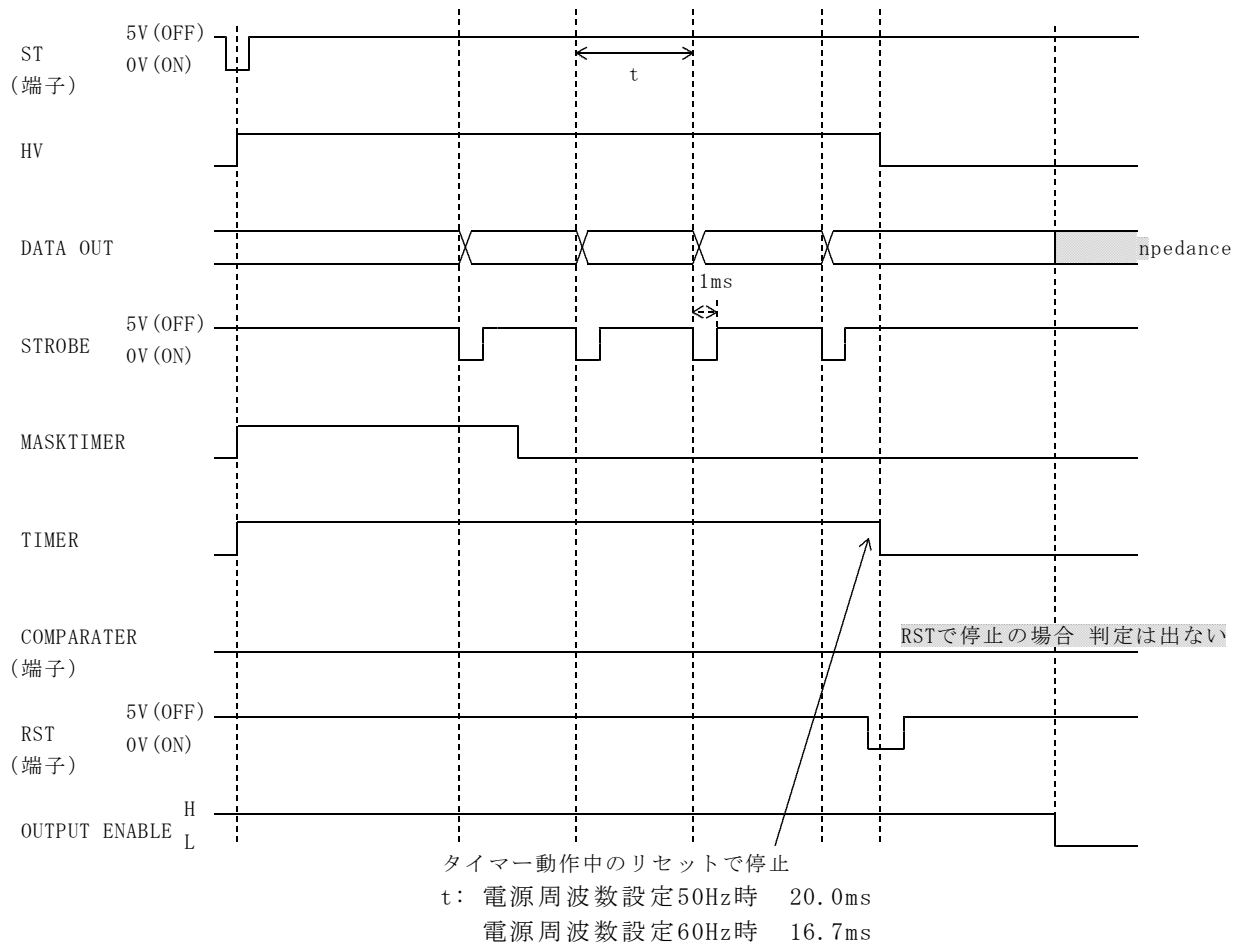 ST
(端子)
5V(OFF)
0V(ON)
t
HV
DATA OUT
npedance
1ms
STROBE
5V(OFF)
0V(ON)
MASKTIMER
TIMER
COMPARATER
(端子)
RSTで停止の場合 判定は出ない
RST
(端子)
5V(OFF)
0V(ON)
OUTPUT ENABLE
H
L
タイマー動作中のリセットで停止
t: 電源周波数設定50Hz時 20.0ms
電源周波数設定60Hz時 16.7ms